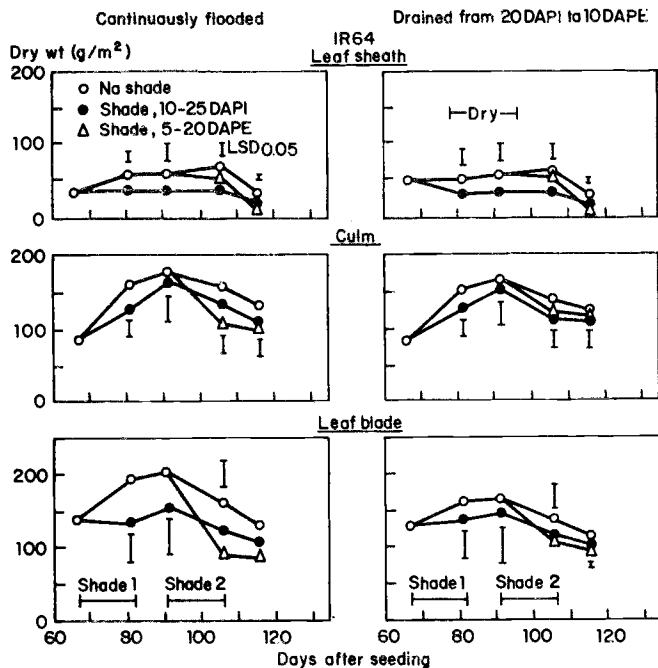 Continuously flooded
Drained from 20DAPI to 10DAPE
Dry wt (g/m²)
IR64
Leaf sheath
200
100
0
○ No shade
● Shade, 10-25DAPI
△ Shade, 5-20DAPE
LSD0.05
Dry
Culm
200
100
0
Leaf blade
200
100
0
Shade 1
Shade 2
Shade 1
Shade 2
60 80 100 120
60 80 100 120
Days after seeding